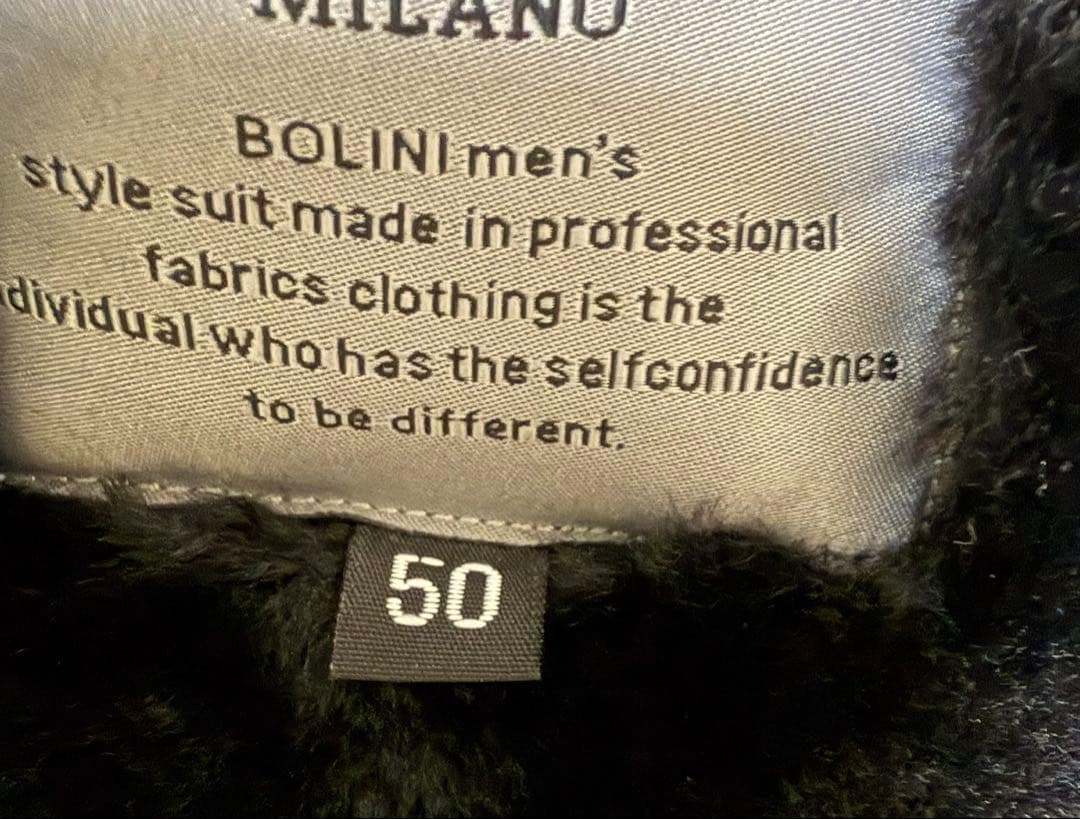 MILANO
BOLINI men's
style suit made in professional
fabrics clothing is the
dividual who has the selfconfidence
to be different.
50